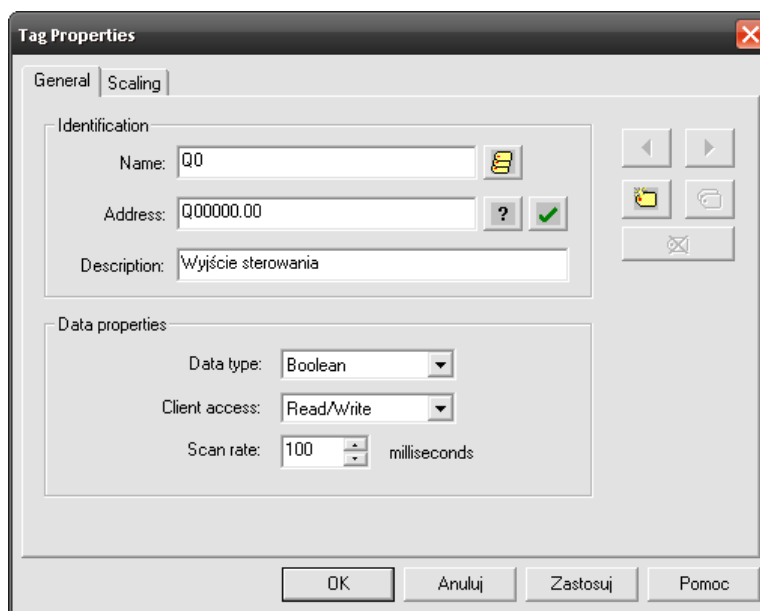 Tag Properties
General Scaling
Identification
Name: Q0
Address: Q00000.00 ?
Description: Wyjście sterowania
Data properties
Data type: Boolean
Client access: Read/Write
Scan rate: 100 milliseconds
OK Anuluj Zastosuj Pomoc